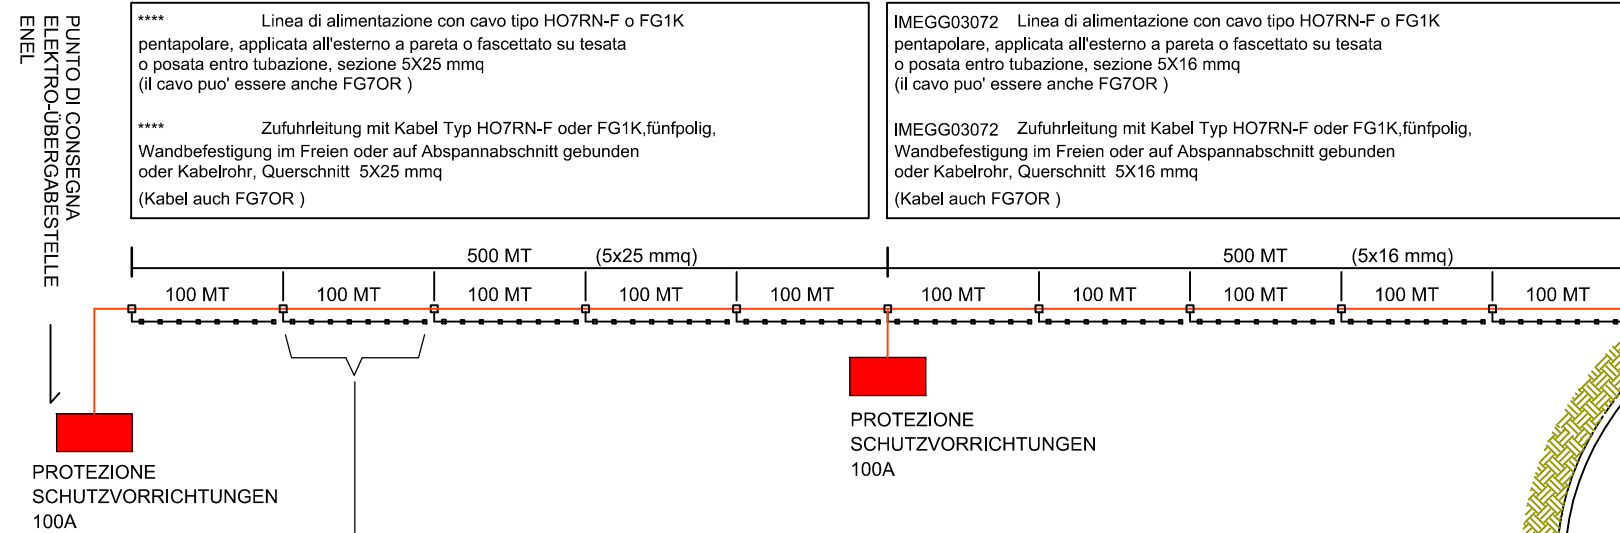 PUNTO DI CONSEGNA
ELEKTRO-ÜBERGABESTELLE
ENEL
**** Linea di alimentazione con cavo tipo HO7RN-F o FG1K
pentapolare, applicata all'esterno a pareta o fascettato su tesata
o posata entro tubazione, sezione 5X25 mmq
(il cavo puo' essere anche FG7OR )
**** Zufuhrleitung mit Kabel Typ HO7RN-F oder FG1K,fünfpolig,
Wandbefestigung im Freien oder auf Abspannabschnitt gebunden
oder Kabelrohr, Querschnitt 5X25 mmq
(Kabel auch FG7OR )
IMEGG03072 Linea di alimentazione con cavo tipo HO7RN-F o FG1K
pentapolare, applicata all'esterno a pareta o fascettato su tesata
o posata entro tubazione, sezione 5X16 mmq
(il cavo puo' essere anche FG7OR )
IMEGG03072 Zufuhrleitung mit Kabel Typ HO7RN-F oder FG1K,fünfpolig,
Wandbefestigung im Freien oder auf Abspannabschnitt gebunden
oder Kabelrohr, Querschnitt 5X16 mmq
(Kabel auch FG7OR )
500 MT (5x25 mmq) 500 MT (5x16 mmq)
100 MT 100 MT 100 MT 100 MT 100 MT 100 MT 100 MT 100 MT 100 MT 100 MT
PROTEZIONE
SCHUTZVORRICHTUNGEN
100A
PROTEZIONE
SCHUTZVORRICHTUNGEN
100A